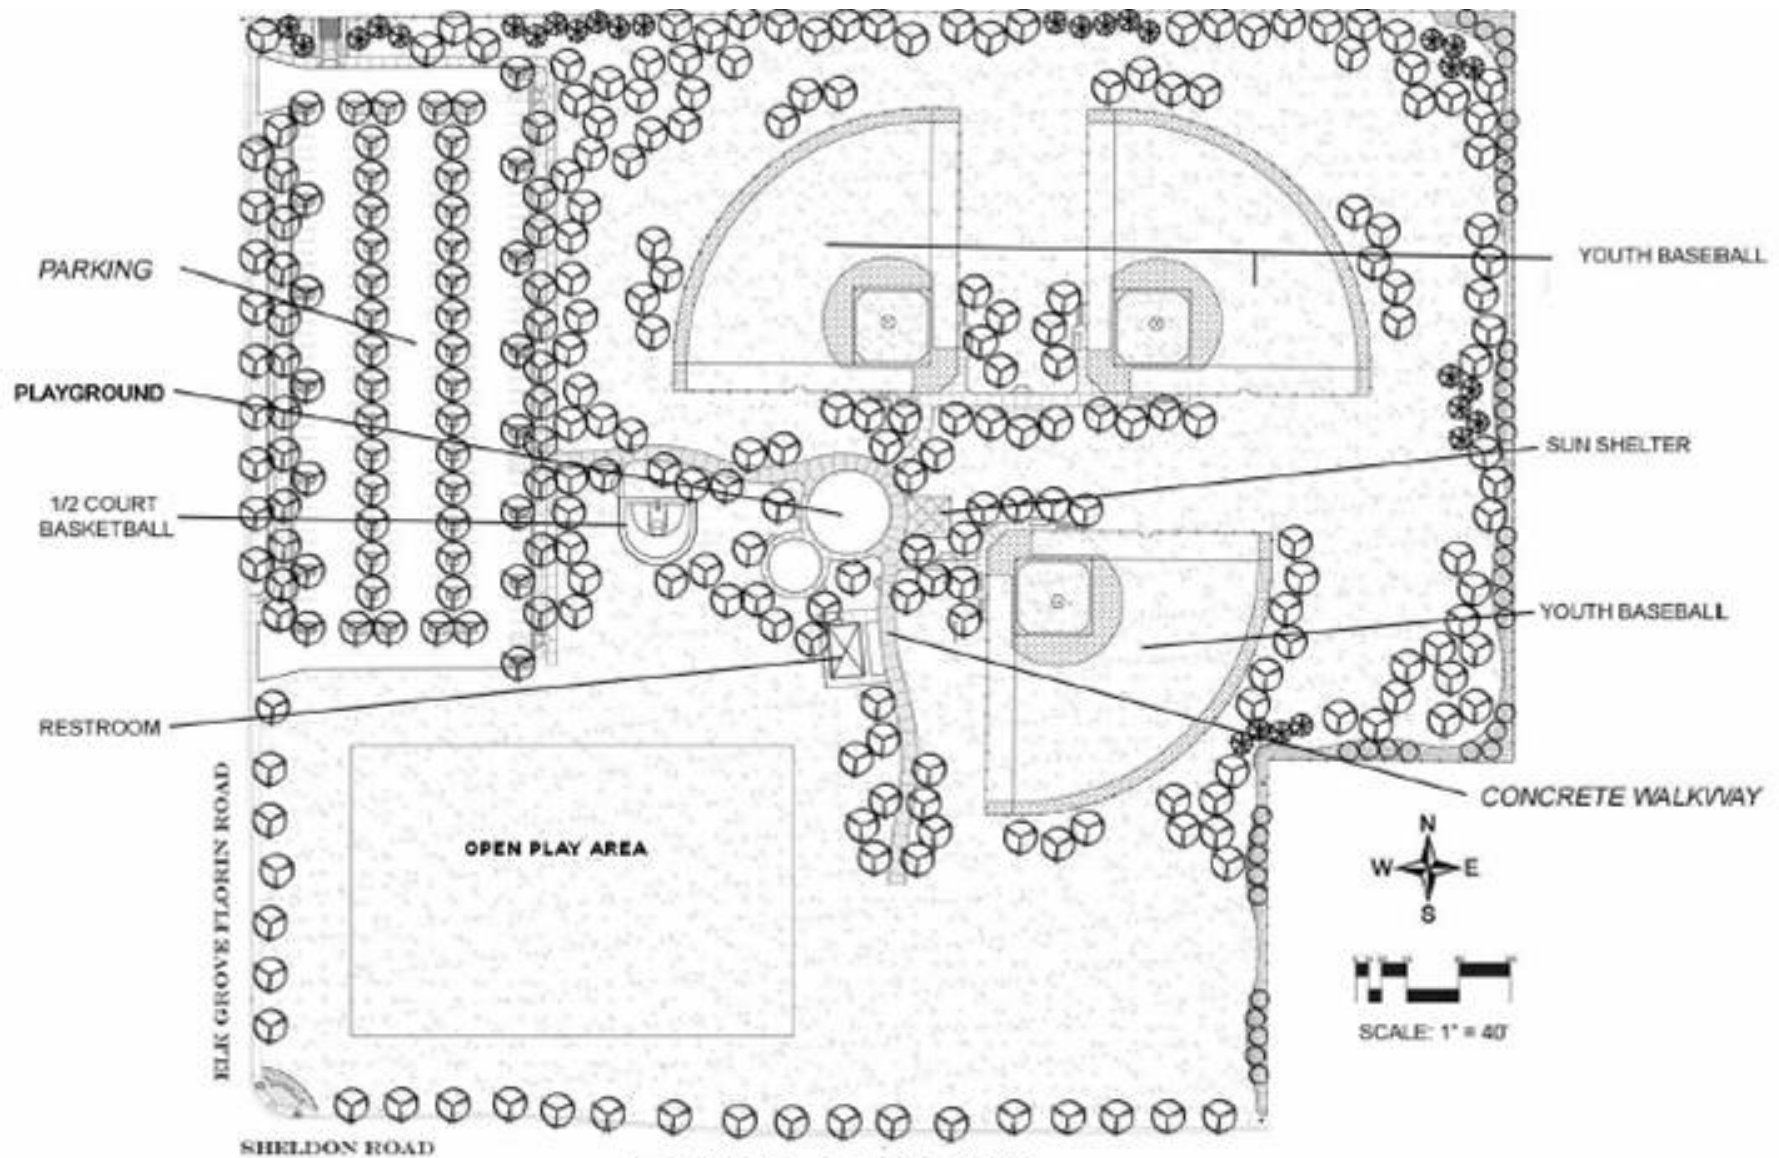 PARKING
YOUTH BASEBALL
PLAYGROUND
SUN SHELTER
1/2 COURT
BASKETBALL
YOUTH BASEBALL
RESTROOM
CONCRETE WALKWAY
OPEN PLAY AREA
N
W E
S
SCALE: 1" = 40'
ELK GROVE FLORIN ROAD
SHELDON ROAD